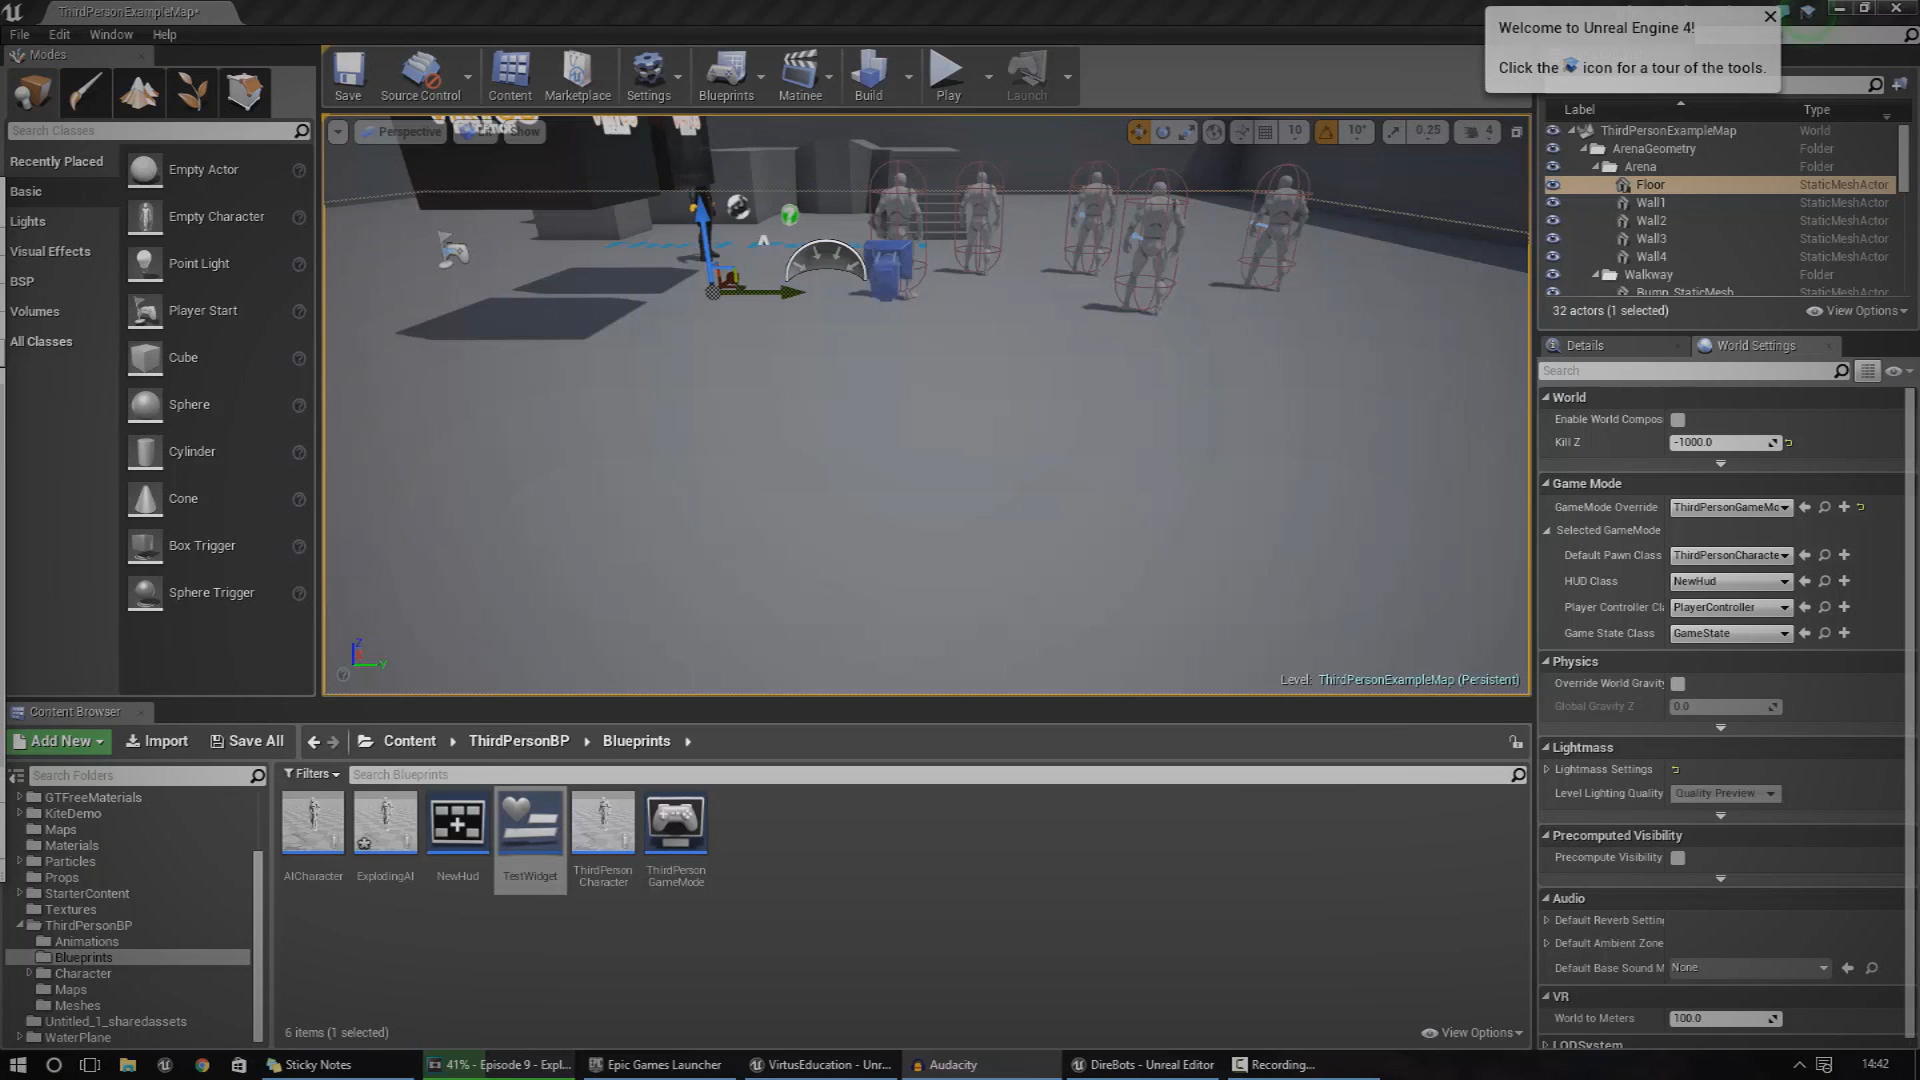 ThirdPersonExampleMap*
File Edit Window Help
Modes
Save
Source Control
Content
Marketplace
Settings
Blueprints
Matinee
Build
Play
Launch
Welcome to Unreal Engine 4!
Click the icon for a tour of the tools.
Search Classes
Recently Placed
Basic
Lights
Visual Effects
BSP
Volumes
All Classes
Empty Actor
Empty Character
Point Light
Player Start
Cube
Sphere
Cylinder
Cone
Box Trigger
Sphere Trigger
Perspective
Show
10
10°
0.25
4
Level: ThirdPersonExampleMap (Persistent)
Label Type
ThirdPersonExampleMap World
ArenaGeometry Folder
Arena Folder
Floor StaticMeshActor
Wall1 StaticMeshActor
Wall2 StaticMeshActor
Wall3 StaticMeshActor
Wall4 StaticMeshActor
Walkway Folder
Bump_StaticMesh StaticMeshActor
32 actors (1 selected) View Options
Details World Settings
Search
World
Enable World Compos
Kill Z -1000.0
Game Mode
GameMode Override ThirdPersonGameMo
Selected GameMode
Default Pawn Class ThirdPersonCharacte
HUD Class NewHud
Player Controller Cl PlayerController
Game State Class GameState
Physics
Override World Gravity
Global Gravity Z 0.0
Lightmass
Lightmass Settings
Level Lighting Quality Quality Preview
Precomputed Visibility
Precompute Visibility
Audio
Default Reverb Settin
Default Ambient Zone
Default Base Sound M None
VR
World to Meters 100.0
LODSystem
Content Browser
Add New Import Save All Content ThirdPersonBP Blueprints
Search Folders Filters Search Blueprints
GTFreeMaterials
KiteDemo
Maps
Materials
Particles
Props
StarterContent
Textures
ThirdPersonBP
Animations
Blueprints
Character
Maps
Meshes
Untitled_1_sharedassets
WaterPlane
AICharacter
ExplodingAI
NewHud
TestWidget
ThirdPerson
Character
ThirdPerson
GameMode
6 items (1 selected) View Options
Sticky Notes
41% - Episode 9 - Expl...
Epic Games Launcher
VirtusEducation - Unr...
Audacity
DireBots - Unreal Editor
Recording...
14:42